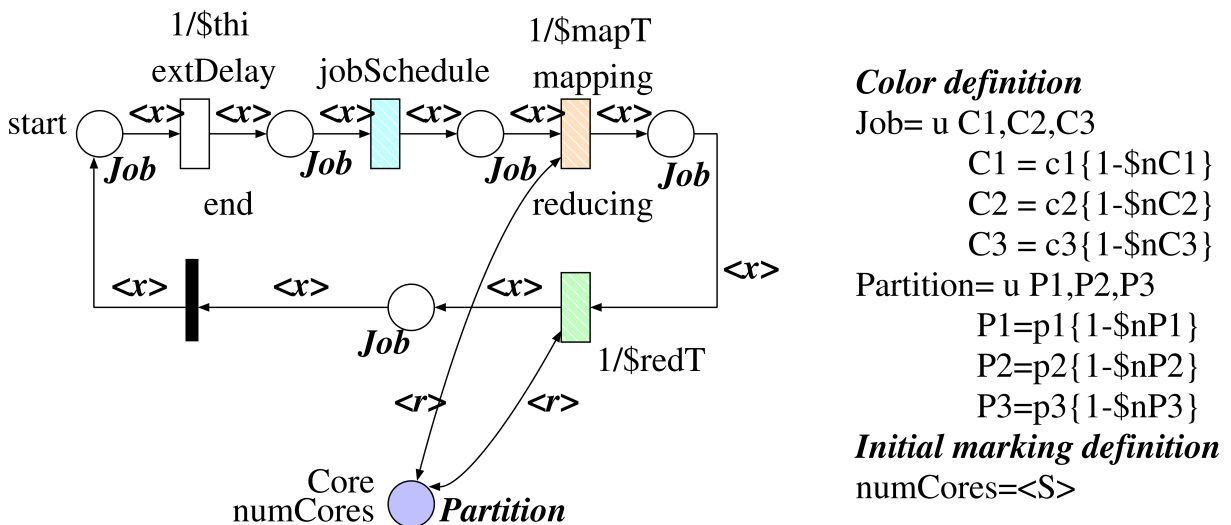 1/$thi
1/$mapT
extDelay
jobSchedule
mapping
start
<x>
<x>
<x>
<x>
<x>
<x>
Job
Job
Job
Job
end
reducing
<x>
<x>
<x>
<x>
Job
1/$redT
<r>
<r>
Core
numCores
Partition
Color definition
Job= u C1,C2,C3
C1 = c1{1-$nC1}
C2 = c2{1-$nC2}
C3 = c3{1-$nC3}
Partition= u P1,P2,P3
P1=p1{1-$nP1}
P2=p2{1-$nP2}
P3=p3{1-$nP3}
Initial marking definition
numCores=<S>